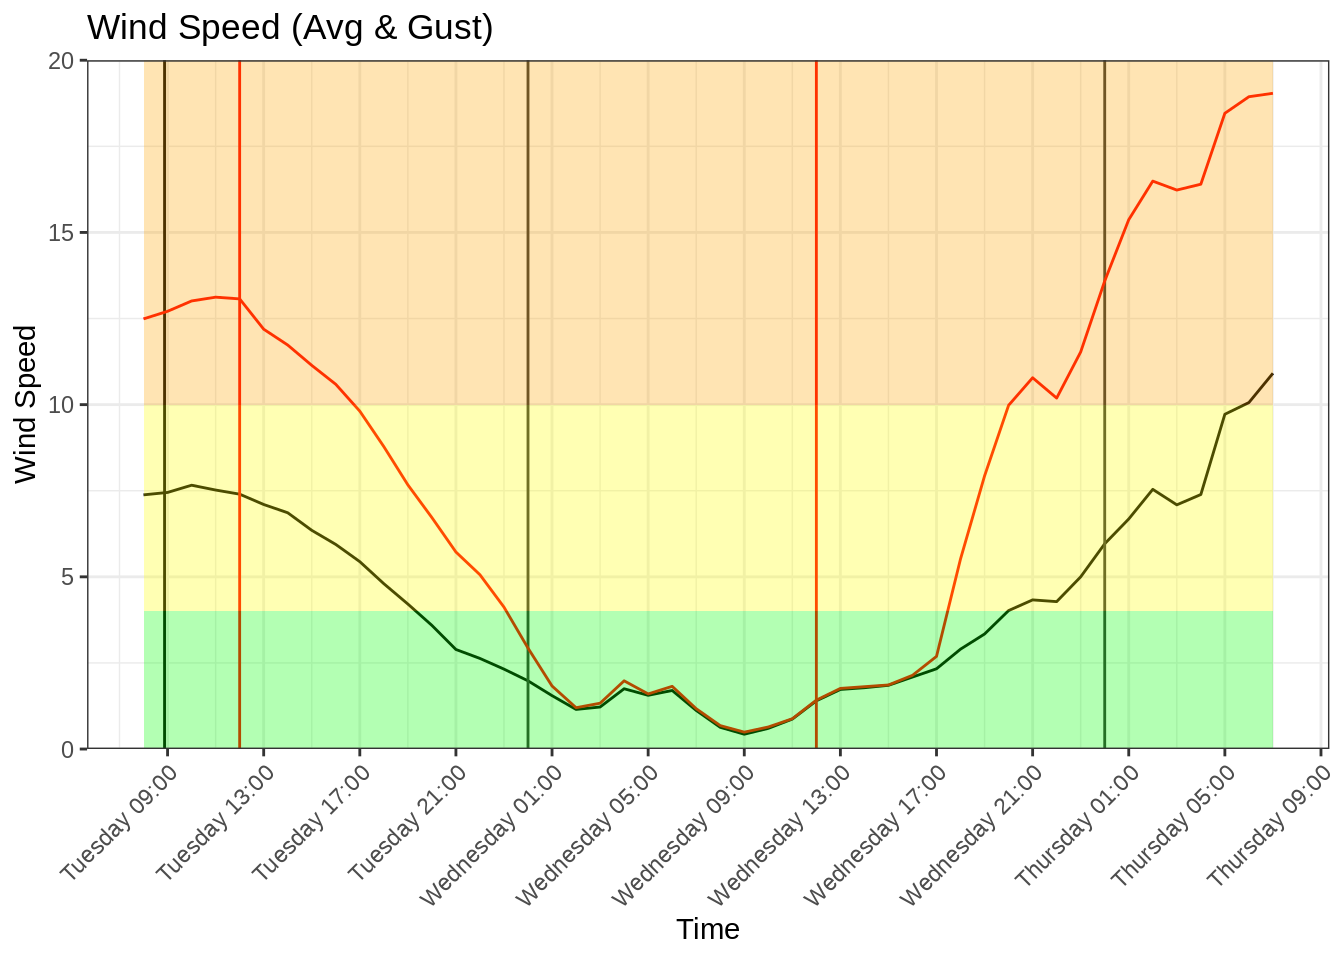 Wind Speed (Avg & Gust)
20
15
10
5
0
Wind Speed
Tuesday 09:00
Tuesday 13:00
Tuesday 17:00
Tuesday 21:00
Wednesday 01:00
Wednesday 05:00
Wednesday 09:00
Wednesday 13:00
Wednesday 17:00
Wednesday 21:00
Thursday 01:00
Thursday 05:00
Thursday 09:00
Time